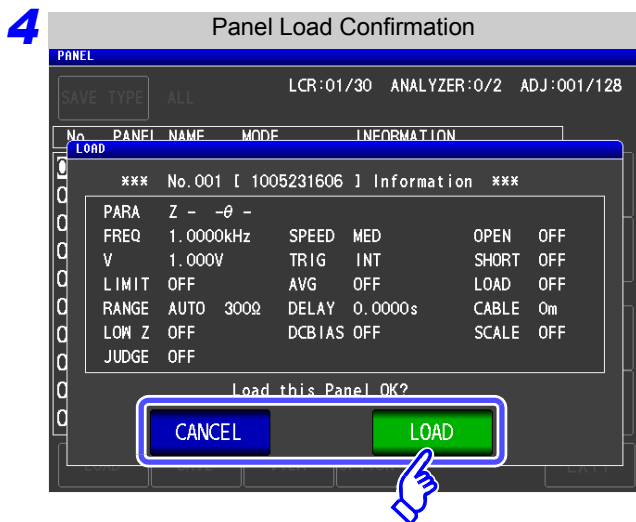 4 Panel Load Confirmation
PANEL
SAVE TYPE ALL LCR:01/30 ANALYZER:0/2 ADJ:001/128
No. PANEL NAME MODE INFORMATION
LOAD
*** No.001 [ 1005231606 ] Information ***
PARA Z - -θ -
FREQ 1.0000kHz SPEED MED OPEN OFF
V 1.000V TRIG INT SHORT OFF
LIMIT OFF AVG OFF LOAD OFF
RANGE AUTO 300Ω DELAY 0.0000s CABLE 0m
LOW Z OFF DCBIAS OFF SCALE OFF
JUDGE OFF
Load this Panel OK?
CANCEL LOAD
EXIT